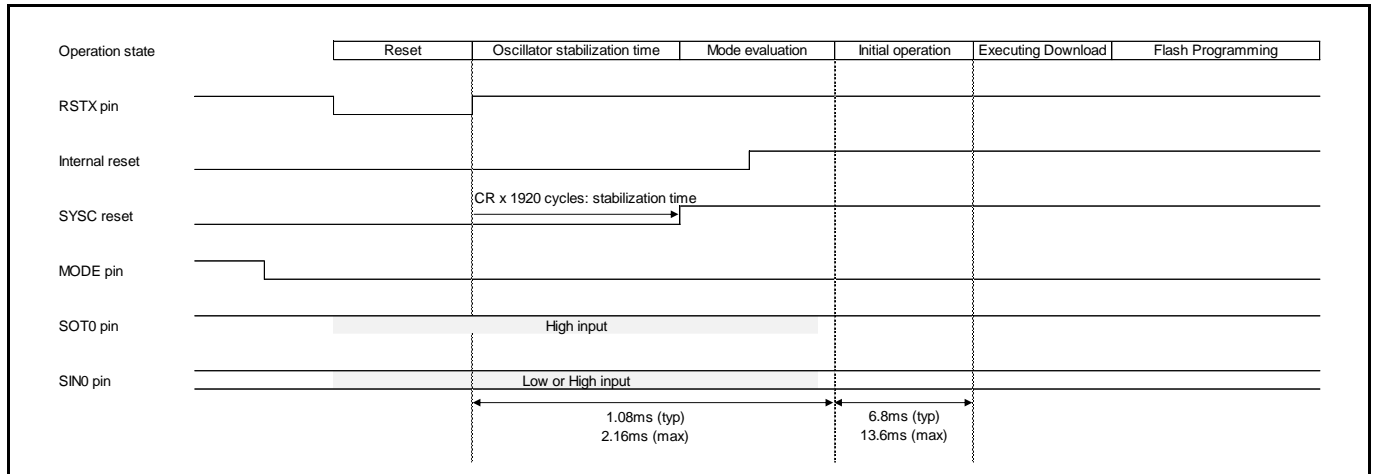 Operation state
Reset
Oscillator stabilization time
Mode evaluation
Initial operation
Executing Download
Flash Programming
RSTX pin
Internal reset
CR x 1920 cycles: stabilization time
SYSC reset
MODE pin
SOT0 pin
High input
SIN0 pin
Low or High input
1.08ms (typ)
2.16ms (max)
6.8ms (typ)
13.6ms (max)